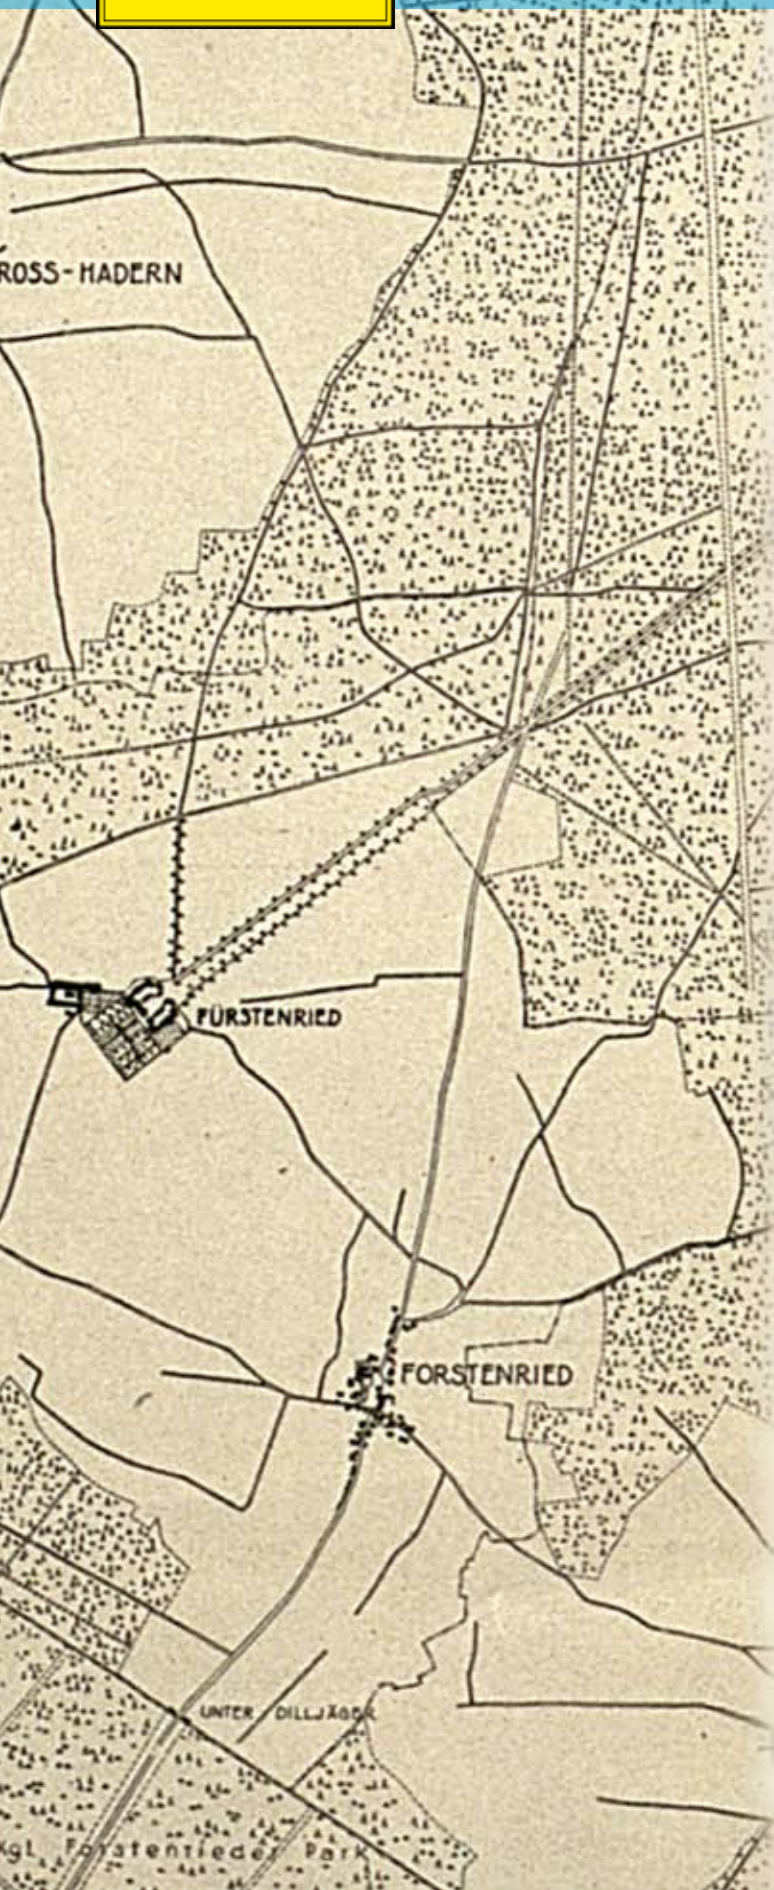 ROSS-HADERN
FÜRSTENRIED
FORSTENRIED
UNTER DILLJÄGER
Kgl. Forstenrieder Park